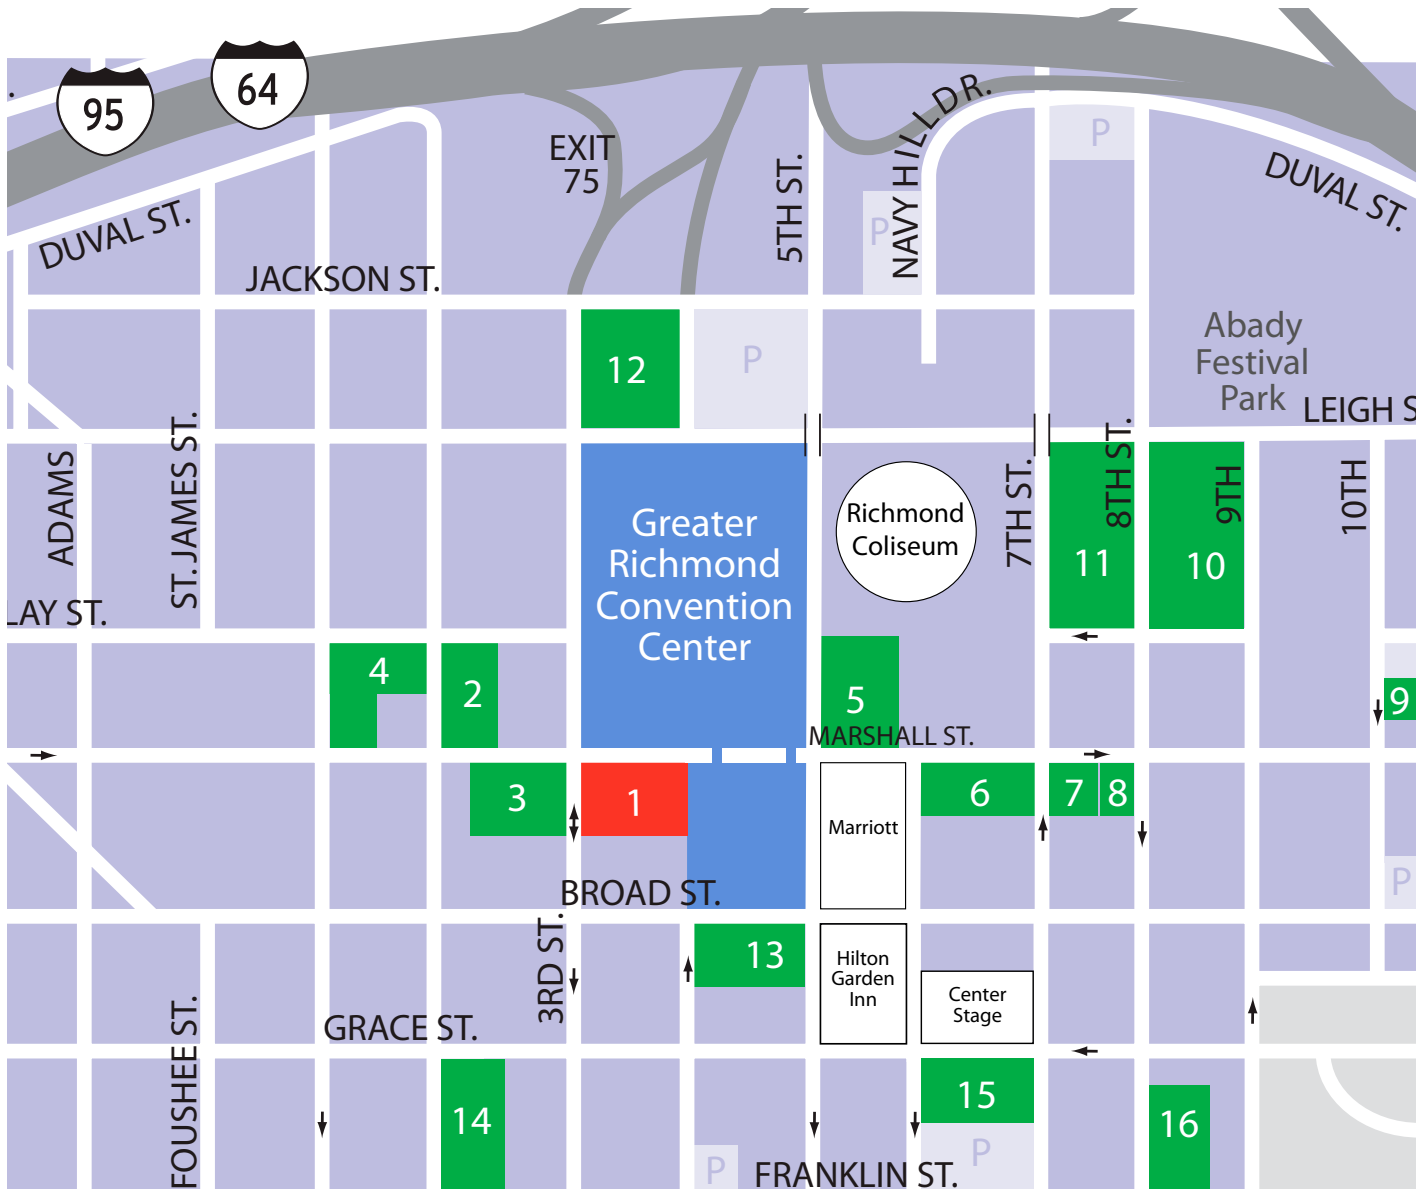 64
95
P
EXIT
75
5TH ST.
NAVY HILL DR.
DUVAL ST.
DUVAL ST.
P
JACKSON ST.
Abady
Festival
Park
12
P
LEIGH S
ADAMS
ST. JAMES ST.
7TH ST.
8TH ST.
9TH
10TH
Greater
Richmond
Convention
Center
Richmond
Coliseum
11
10
LAY ST.
4
2
5
9
MARSHALL ST.
3
1
6
7
8
Marriott
P
BROAD ST.
3RD ST.
13
Hilton
Garden
Inn
Center
Stage
FOUSHEE ST.
GRACE ST.
14
15
16
P
P
FRANKLIN ST.